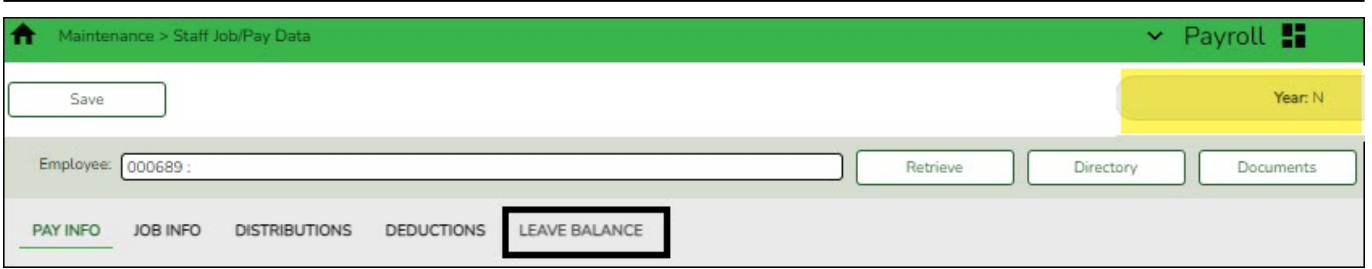 Maintenance > Staff Job/Pay Data
Payroll
Save
Year: N
Employee: 000689 :
Retrieve
Directory
Documents
PAY INFO
JOB INFO
DISTRIBUTIONS
DEDUCTIONS
LEAVE BALANCE